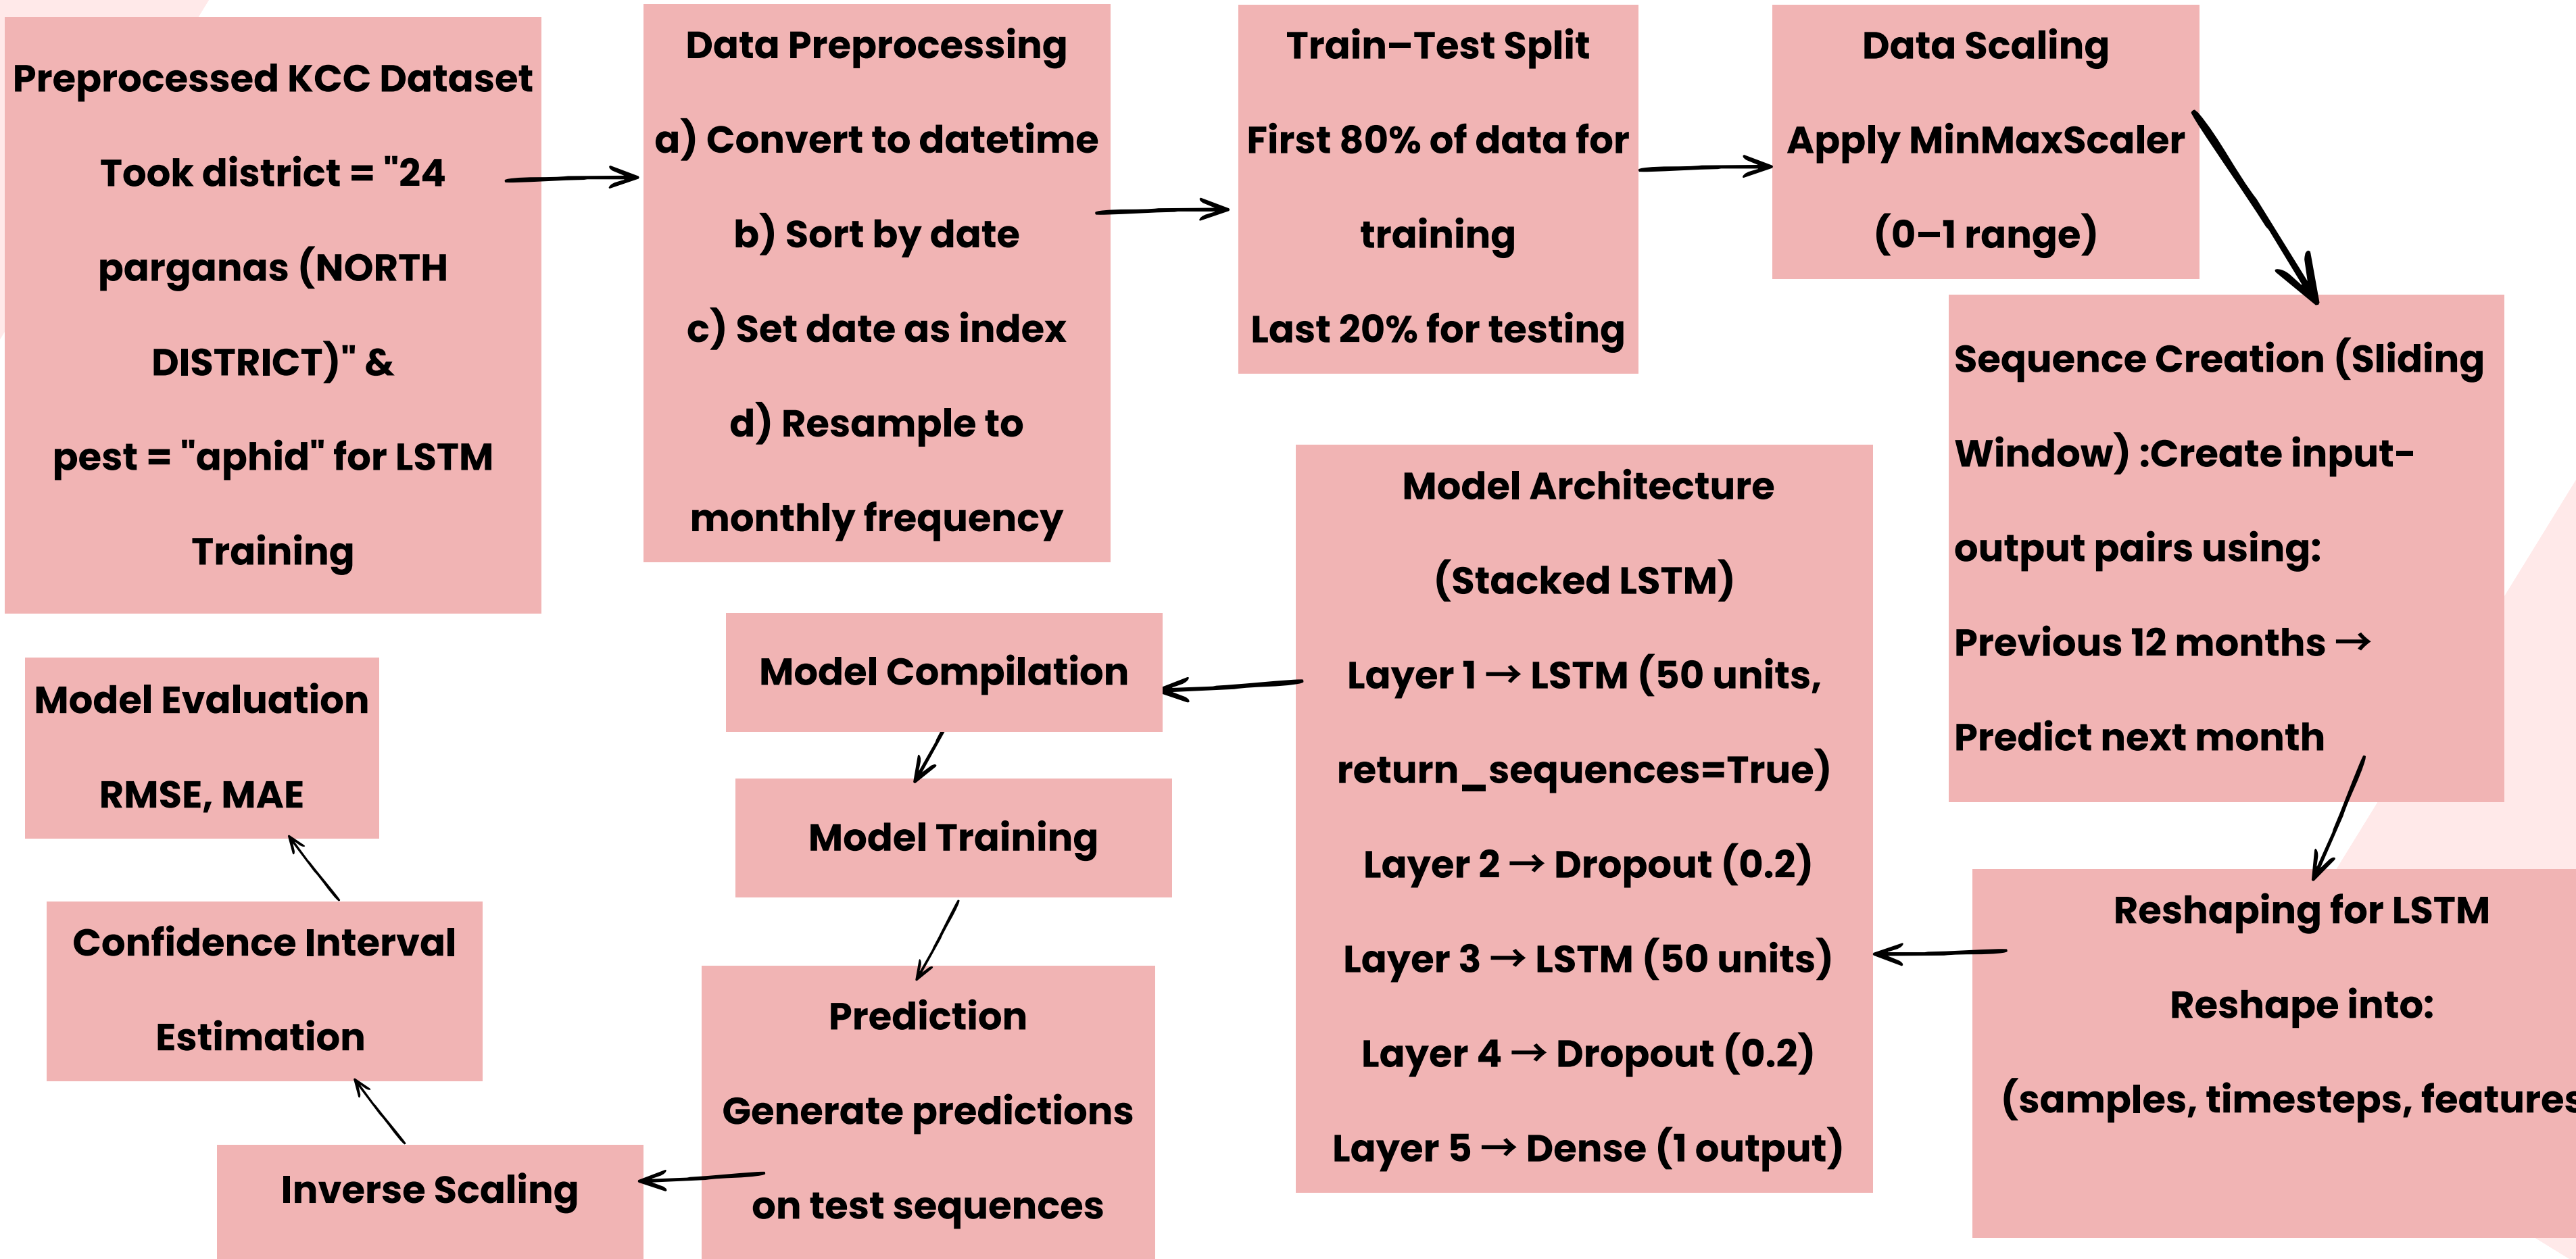 Preprocessed KCC Dataset
Took district = "24
parganas (NORTH
DISTRICT)" &
pest = "aphid" for LSTM
Training
Data Preprocessing
a) Convert to datetime
b) Sort by date
c) Set date as index
d) Resample to
monthly frequency
Train–Test Split
First 80% of data for
training
Last 20% for testing
Data Scaling
Apply MinMaxScaler
(0–1 range)
Sequence Creation (Sliding
Window) :Create input-
output pairs using:
Previous 12 months →
Predict next month
Reshaping for LSTM
Reshape into:
(samples, timesteps, features
Model Architecture
(Stacked LSTM)
Layer 1 → LSTM (50 units,
return_sequences=True)
Layer 2 → Dropout (0.2)
Layer 3 → LSTM (50 units)
Layer 4 → Dropout (0.2)
Layer 5 → Dense (1 output)
Model Compilation
Model Training
Prediction
Generate predictions
on test sequences
Inverse Scaling
Confidence Interval
Estimation
Model Evaluation
RMSE, MAE